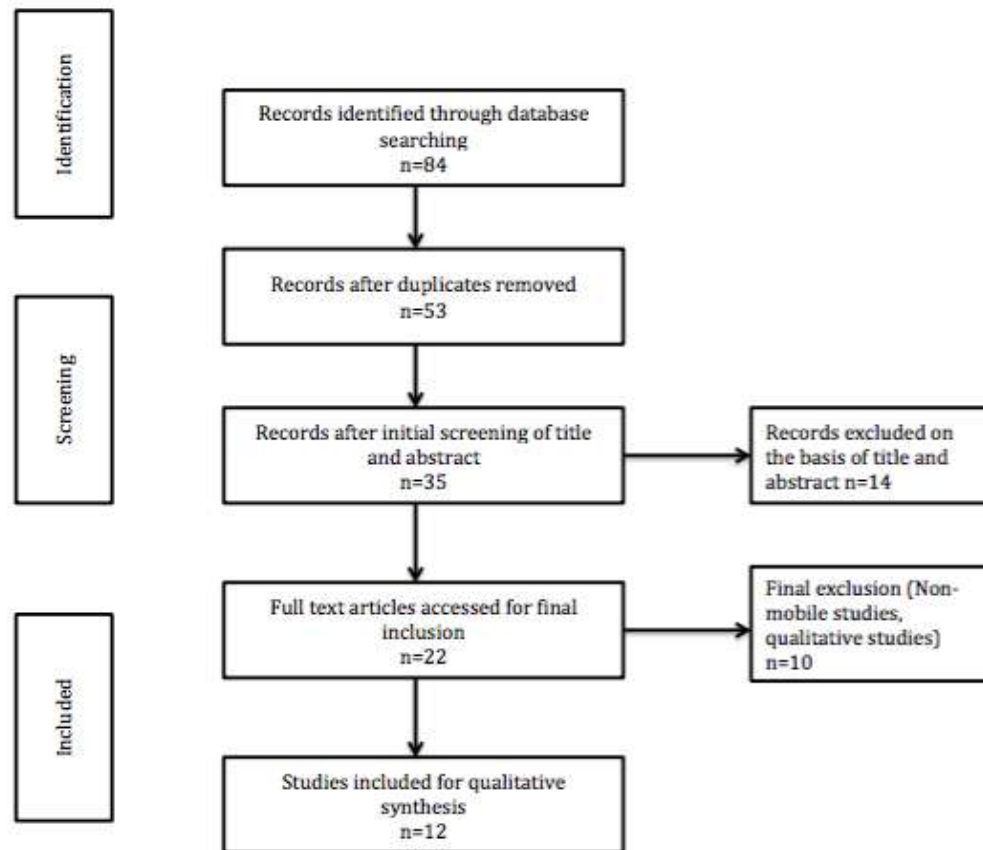 Identification
Records identified through database
searching
n=84
Records after duplicates removed
n=53
Screening
Records after initial screening of title
and abstract
n=35
Records excluded on
the basis of title and
abstract n=14
Included
Full text articles accessed for final
inclusion
n=22
Final exclusion (Non-
mobile studies,
qualitative studies)
n=10
Studies included for qualitative
synthesis
n=12